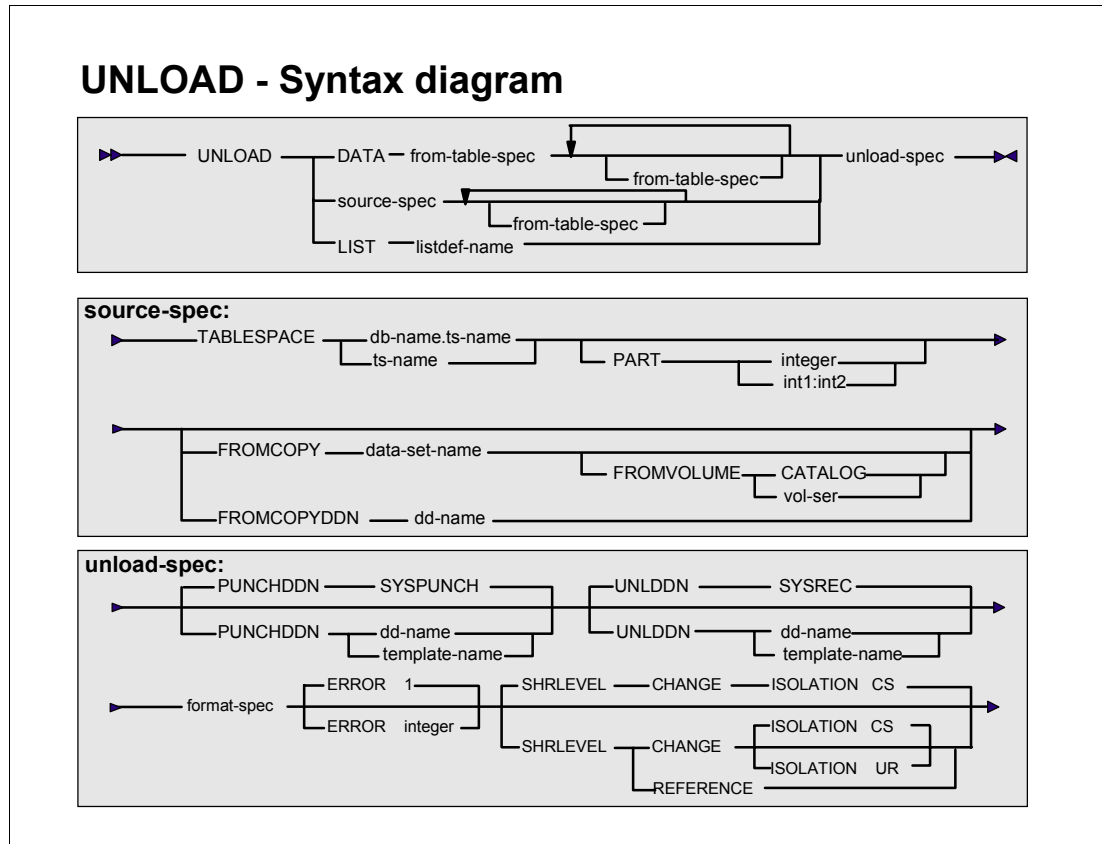 UNLOAD - Syntax diagram
UNLOAD DATA from-table-spec unload-spec
from-table-spec
source-spec
from-table-spec
LIST listdef-name
source-spec:
TABLESPACE db-name.ts-name
ts-name PART integer
int1:int2
FROMCOPY data-set-name
FROMVOLUME CATALOG
vol-ser
FROMCOPYDDN dd-name
unload-spec:
PUNCHDDN SYSPUNCH UNLDDN SYSREC
PUNCHDDN dd-name UNLDDN dd-name
template-name template-name
ERROR 1 SHRLEVEL CHANGE ISOLATION CS
format-spec
ERROR integer ISOLATION CS
SHRLEVEL CHANGE
ISOLATION UR
REFERENCE